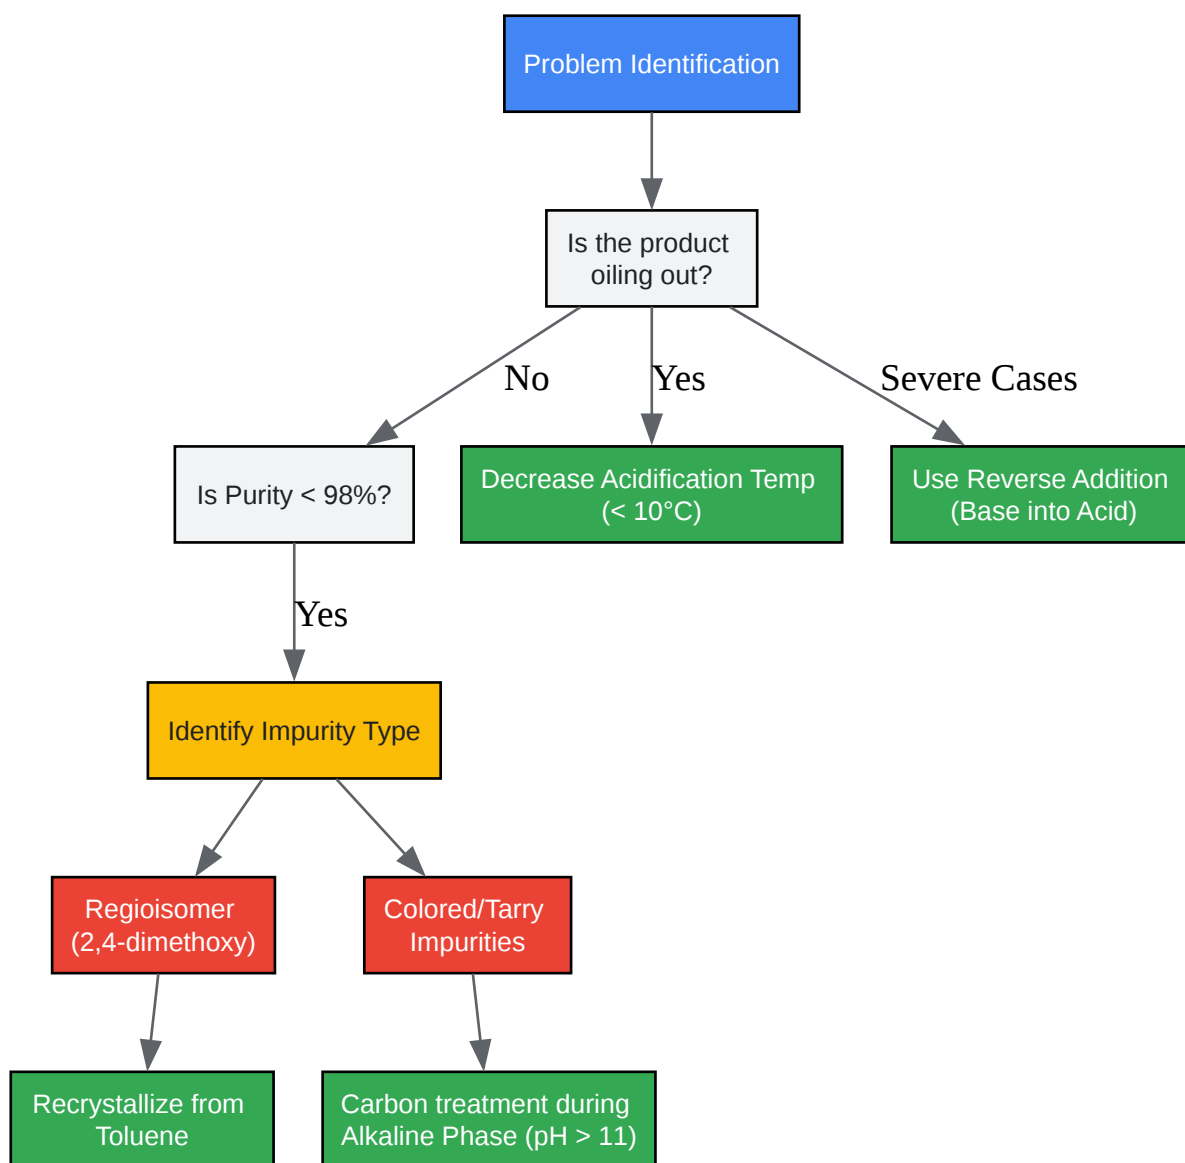 Problem Identification
Is the product
oiling out?
No
Yes
Severe Cases
Is Purity < 98%?
Decrease Acidification Temp
(< 10°C)
Use Reverse Addition
(Base into Acid)
Yes
Identify Impurity Type
Regioisomer
(2,4-dimethoxy)
Colored/Tarry
Impurities
Recrystallize from
Toluene
Carbon treatment during
Alkaline Phase (pH > 11)